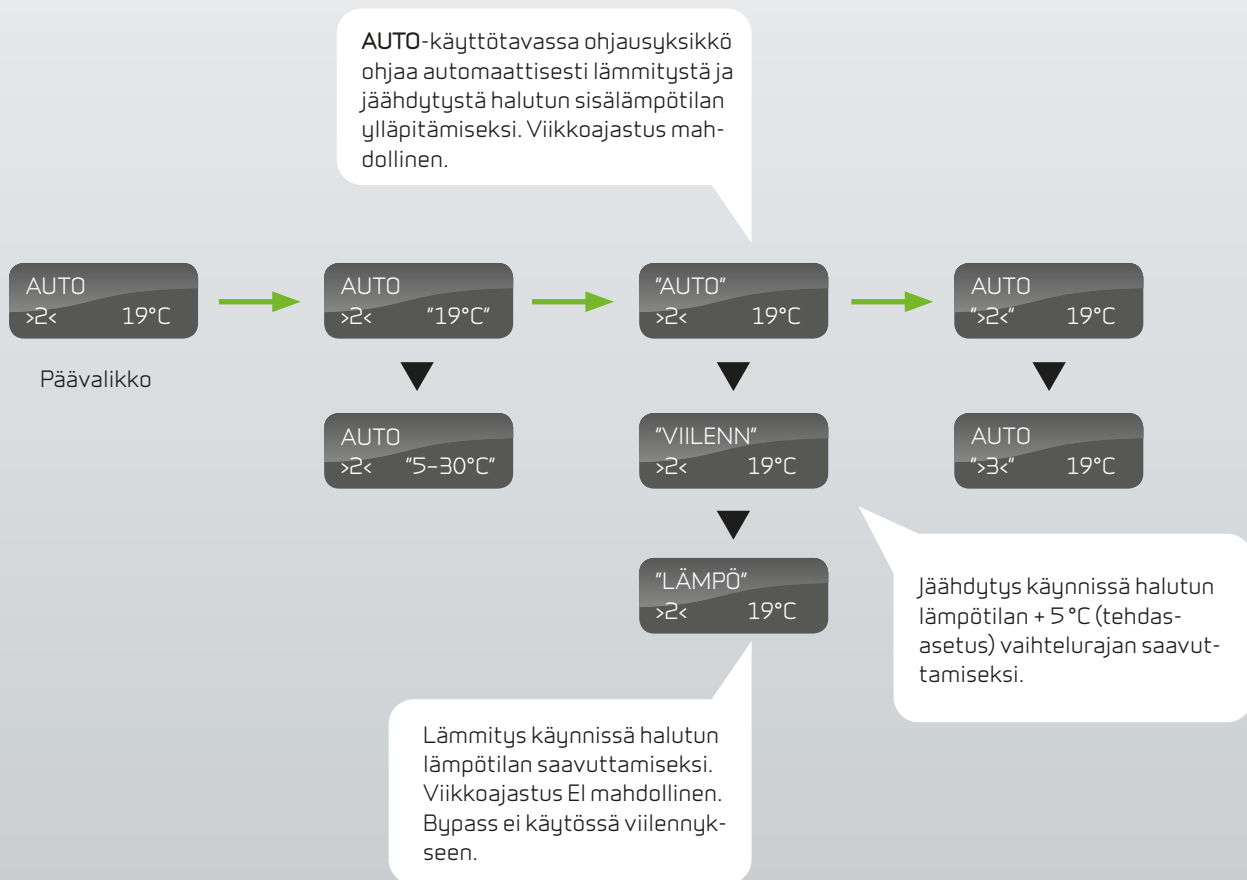 AUTO-käyttötavassa ohjausyksikkö
ohjaa automaattisesti lämmitystä ja
jäähdytystä halutun sisälämpötilan
ylläpitämiseksi. Viikkoajastus mah-
dollinen.
AUTO
>2< 19°C
Päävalikko
AUTO
>2< "19°C"
"AUTO"
>2< 19°C
AUTO
">2<" 19°C
AUTO
>2< "5–30°C"
"VIILENN"
>2< 19°C
AUTO
">3<" 19°C
"LÄMPÖ"
>2< 19°C
Jäähdytys käynnissä halutun
lämpötilan + 5 °C (tehdas-
asetus) vaihtelurajan saavut-
tamiseksi.
Lämmitys käynnissä halutun
lämpötilan saavuttamiseksi.
Viikkoajastus EI mahdollinen.
Bypass ei käytössä viilennyk-
seen.